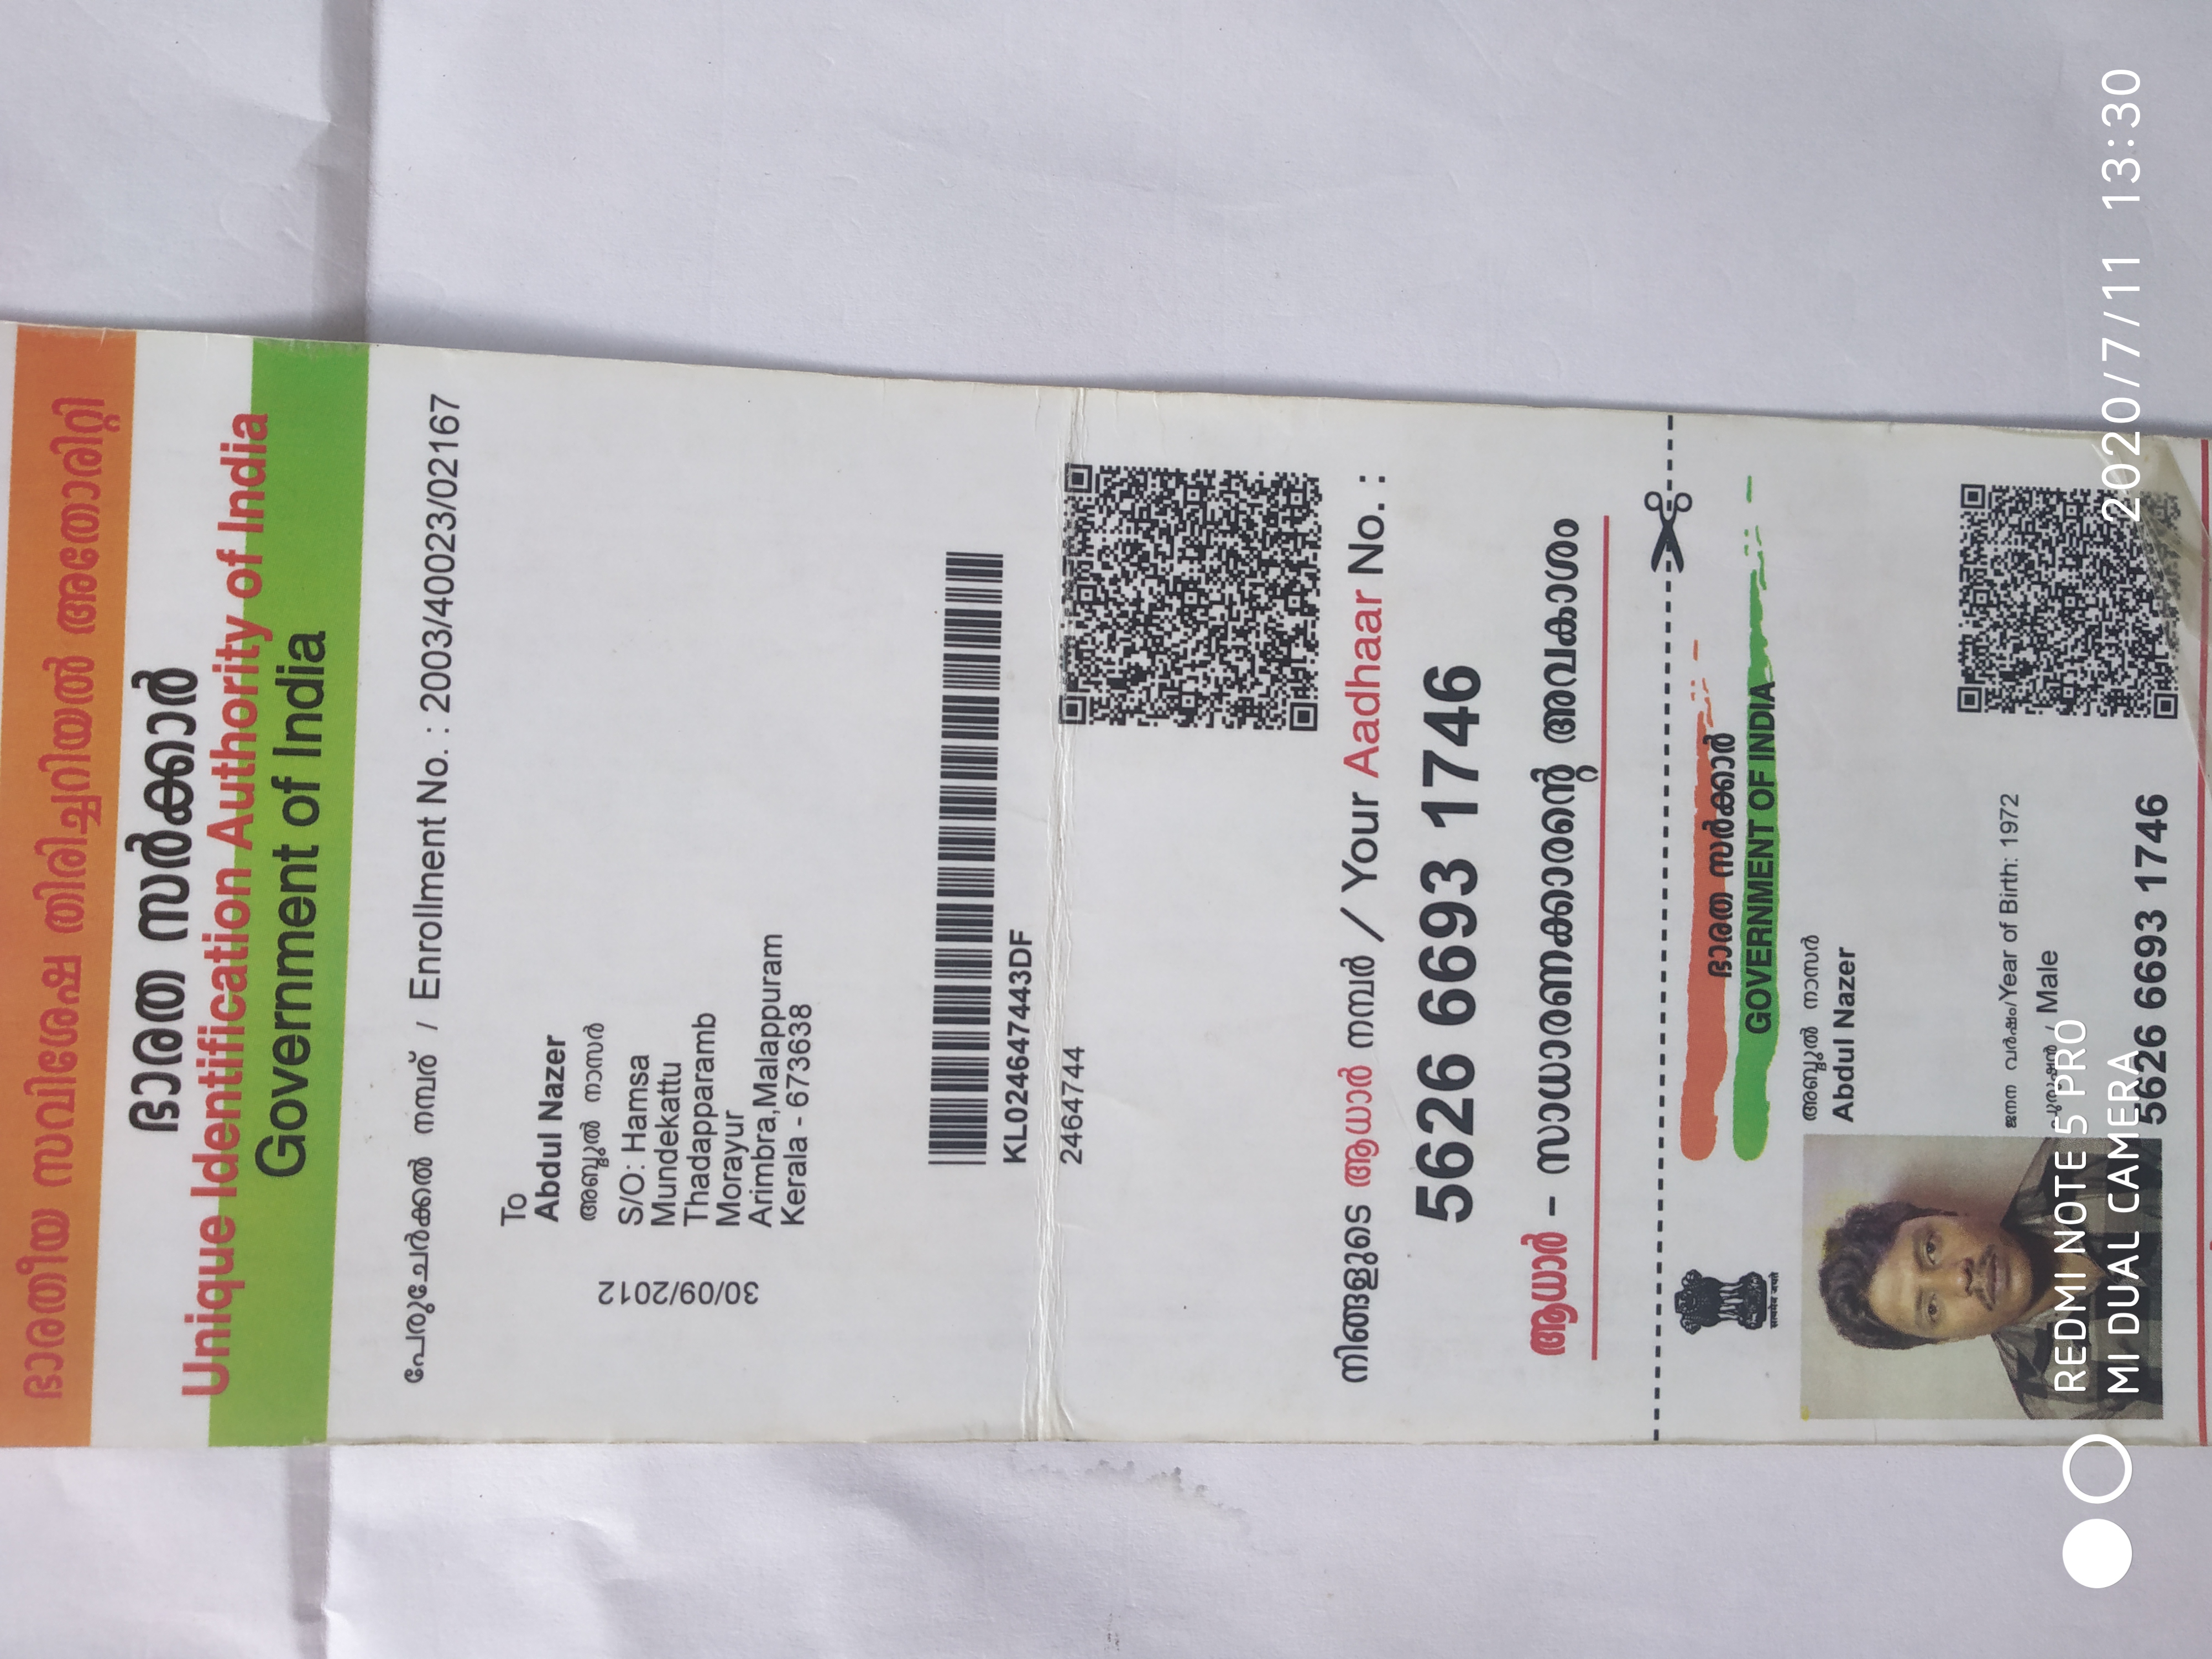 ഭാരതീയ സവിശേഷ തിരിച്ചറിയൽ അതോരിറ്റി
ഭാരത സർക്കാർ
Unique Identification Authority of India
Government of India
പേരുചേർക്കൽ നമ്പര് / Enrollment No. : 2003/40023/02167
30/09/2012
To
Abdul Nazer
അബ്ദുൽ നാസർ
S/O: Hamsa
Mundekattu
Thadapparamb
Morayur
Arimbra,Malappuram
Kerala - 673638
KL024647443DF
2464744
നിങ്ങളുടെ ആധാർ നമ്പർ / Your Aadhaar No. :
5626 6693 1746
ആധാർ - സാധാരണക്കാരന്റെ അവകാശം
सत्यमेव जयते
ഭാരത സർക്കാർ
GOVERNMENT OF INDIA
അബ്ദുൽ നാസർ
Abdul Nazer
ജനന വർഷം/Year of Birth: 1972
പുരുഷൻ / Male
5626 6693 1746
REDMI NOTE 5 PRO
MI DUAL CAMERA
2020/7/11 13:30